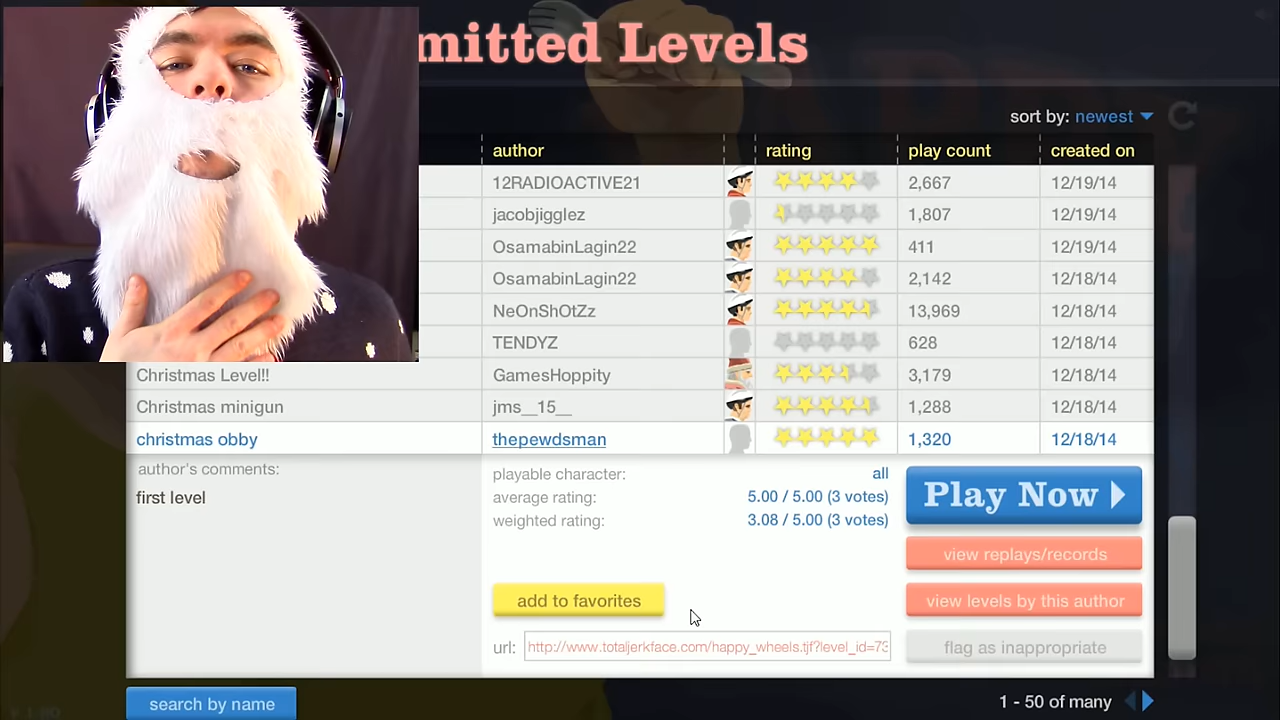 mitted Levels
sort by: newest
author rating play count created on
12RADIOACTIVE21 2,667 12/19/14
jacobjigglez 1,807 12/19/14
OsamabinLagin22 411 12/19/14
OsamabinLagin22 2,142 12/18/14
NeOnShOtZz 13,969 12/18/14
TENDYZ 628 12/18/14
Christmas Level!! GamesHoppity 3,179 12/18/14
Christmas minigun jms__15__ 1,288 12/18/14
christmas obby thepewdsman 1,320 12/18/14
author's comments:
first level
playable character: all
average rating: 5.00 / 5.00 (3 votes)
weighted rating: 3.08 / 5.00 (3 votes)
Play Now
view replays/records
add to favorites
view levels by this author
url: http://www.totaljerkface.com/happy_wheels.tjf?level_id=73
flag as inappropriate
search by name
1 - 50 of many